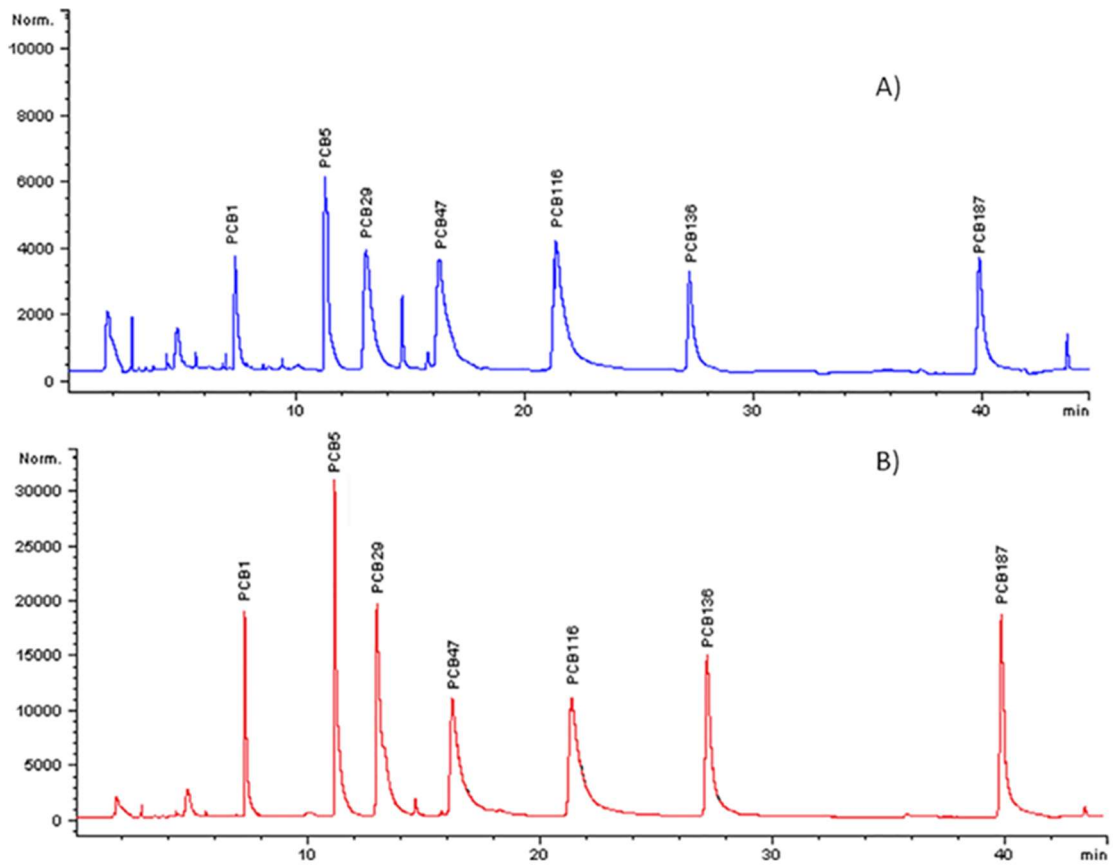 Norm.
10000
8000
6000
4000
2000
0
PCB1
PCB5
PCB29
PCB47
PCB116
PCB136
PCB187
A)
10
20
30
40
min
Norm.
30000
25000
20000
15000
10000
5000
0
PCB1
PCB5
PCB29
PCB47
PCB116
PCB136
PCB187
B)
10
20
30
40
min